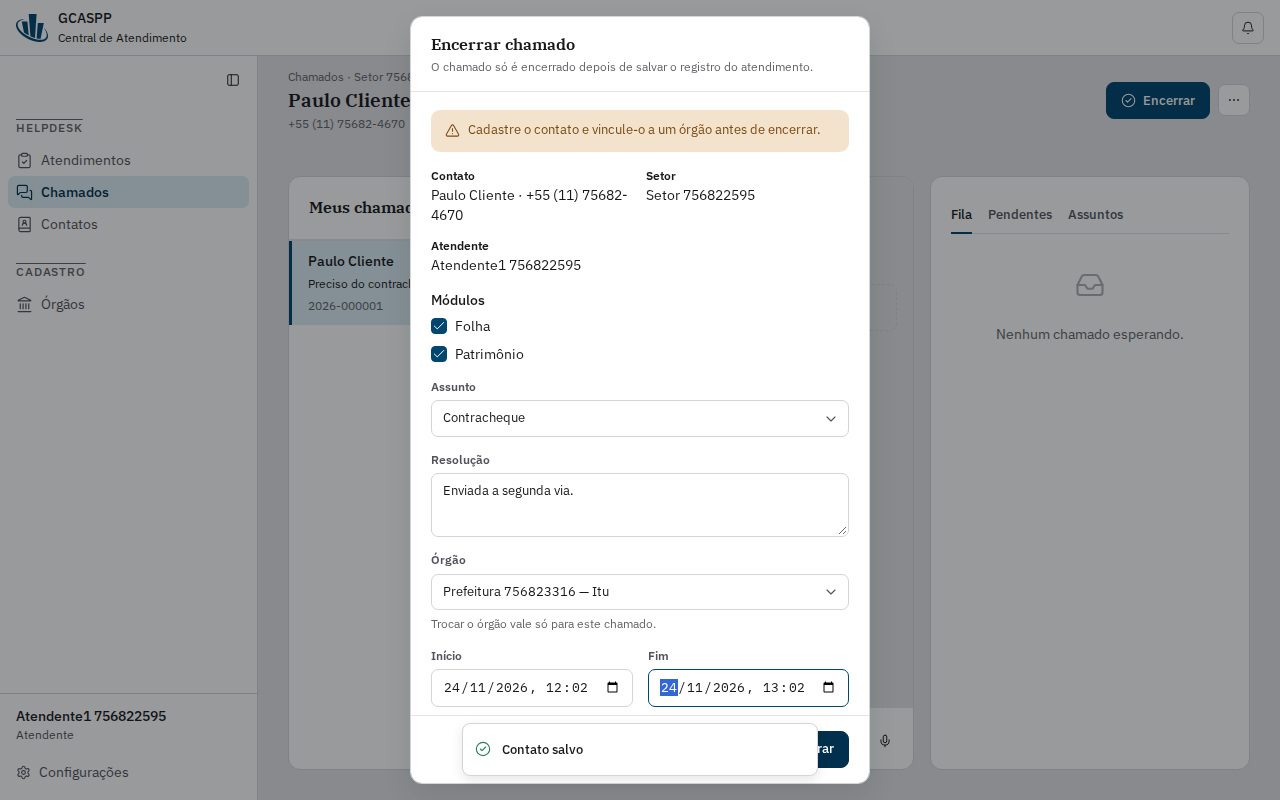 GCASPP
Central de Atendimento
HELPDESK
Atendimentos
Chamados
Contatos
CADASTRO
Órgãos
Atendente1 756822595
Atendente
Configurações
Chamados · Setor 7568
Paulo Cliente
+55 (11) 75682-4670
Encerrar
Meus chamad
Paulo Cliente
Preciso do contrach
2026-000001
Encerrar chamado
O chamado só é encerrado depois de salvar o registro do atendimento.
Cadastre o contato e vincule-o a um órgão antes de encerrar.
Contato
Paulo Cliente · +55 (11) 75682-
4670
Setor
Setor 756822595
Atendente
Atendente1 756822595
Módulos
Folha
Patrimônio
Assunto
Contracheque
Resolução
Enviada a segunda via.
Órgão
Prefeitura 756823316 — Itu
Trocar o órgão vale só para este chamado.
Início
24/11/2026, 12:02
Fim
24/11/2026, 13:02
Contato salvo
rar
Fila
Pendentes
Assuntos
Nenhum chamado esperando.